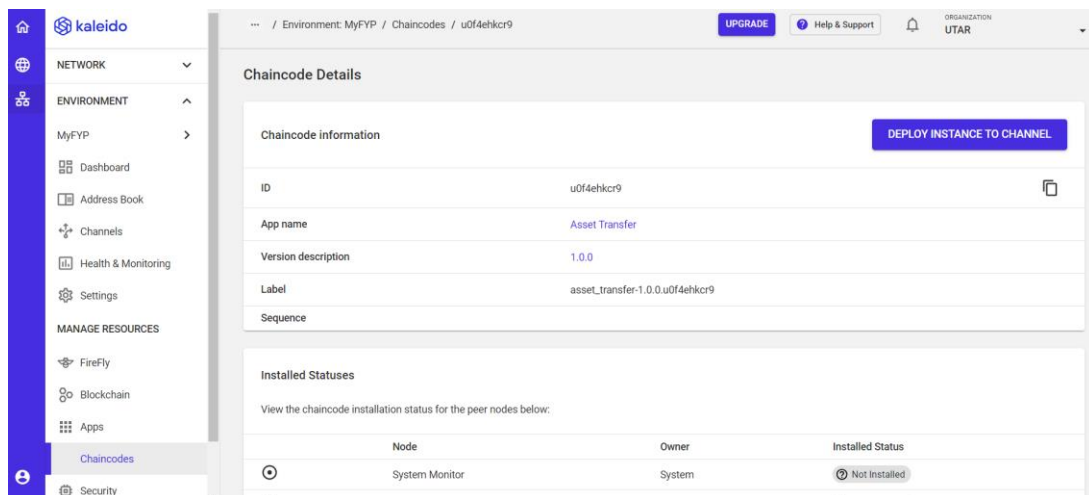 kaleido
... / Environment: MyFYP / Chaincodes / u0f4ehkcr9
UPGRADE
Help & Support
ORGANIZATION
UTAR
NETWORK
ENVIRONMENT
MyFYP
Dashboard
Address Book
Channels
Health & Monitoring
Settings
MANAGE RESOURCES
FireFly
Blockchain
Apps
Chaincodes
Security
Chaincode Details
Chaincode information
DEPLOY INSTANCE TO CHANNEL
ID u0f4ehkcr9
App name Asset Transfer
Version description 1.0.0
Label asset_transfer-1.0.0.u0f4ehkcr9
Sequence
Installed Statuses
View the chaincode installation status for the peer nodes below:
Node Owner Installed Status
System Monitor System Not Installed